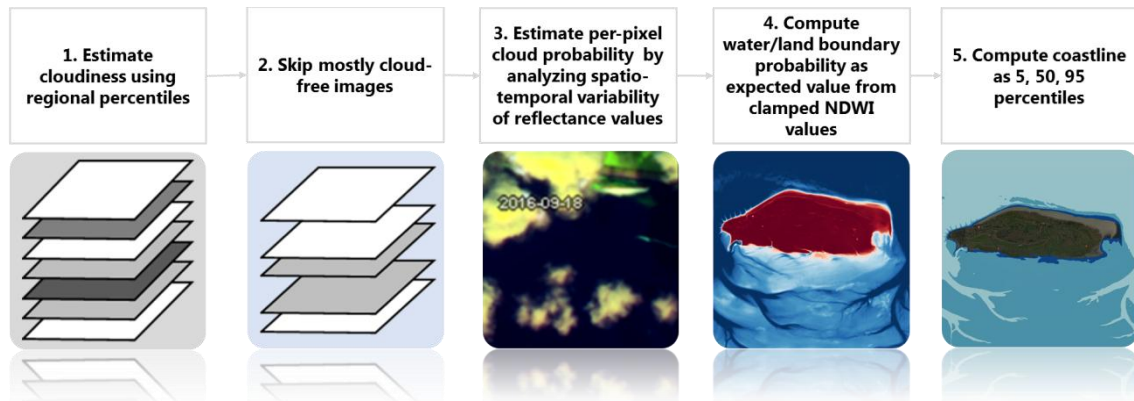 1. Estimate
cloudiness using
regional percentiles
2. Skip mostly cloud-
free images
3. Estimate per-pixel
cloud probability by
analyzing spatio-
temporal variability
of reflectance values
4. Compute
water/land boundary
probability as
expected value from
clamped NDWI
values
5. Compute coastline
as 5, 50, 95
percentiles
2016-09-18